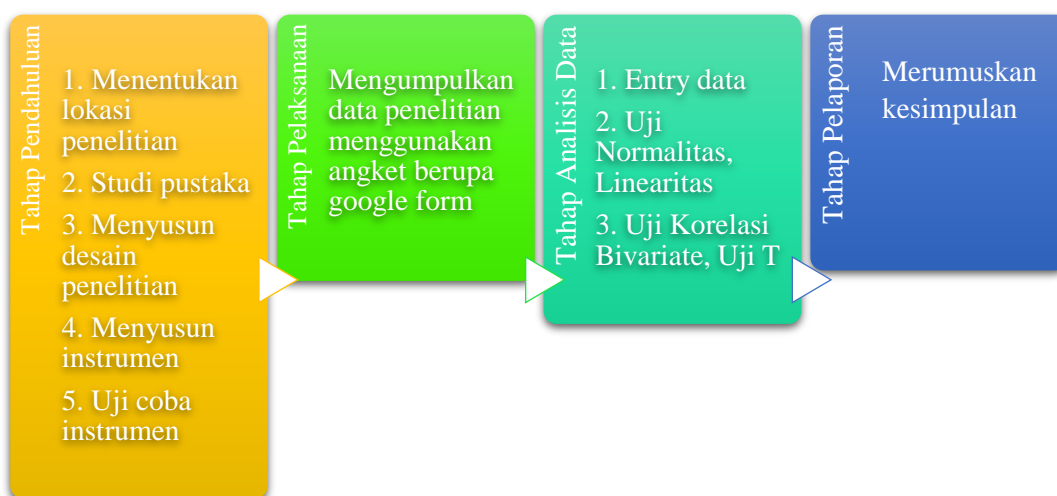 Tahap Pendahuluan
1. Menentukan
lokasi
penelitian
2. Studi pustaka
3. Menyusun
desain
penelitian
4. Menyusun
instrumen
5. Uji coba
instrumen
Tahap Pelaksanaan
Mengumpulkan
data penelitian
menggunakan
angket berupa
google form
Tahap Analisis Data
1. Entry data
2. Uji
Normalitas,
Linearitas
3. Uji Korelasi
Bivariate, Uji T
Tahap Pelaporan
Merumuskan
kesimpulan